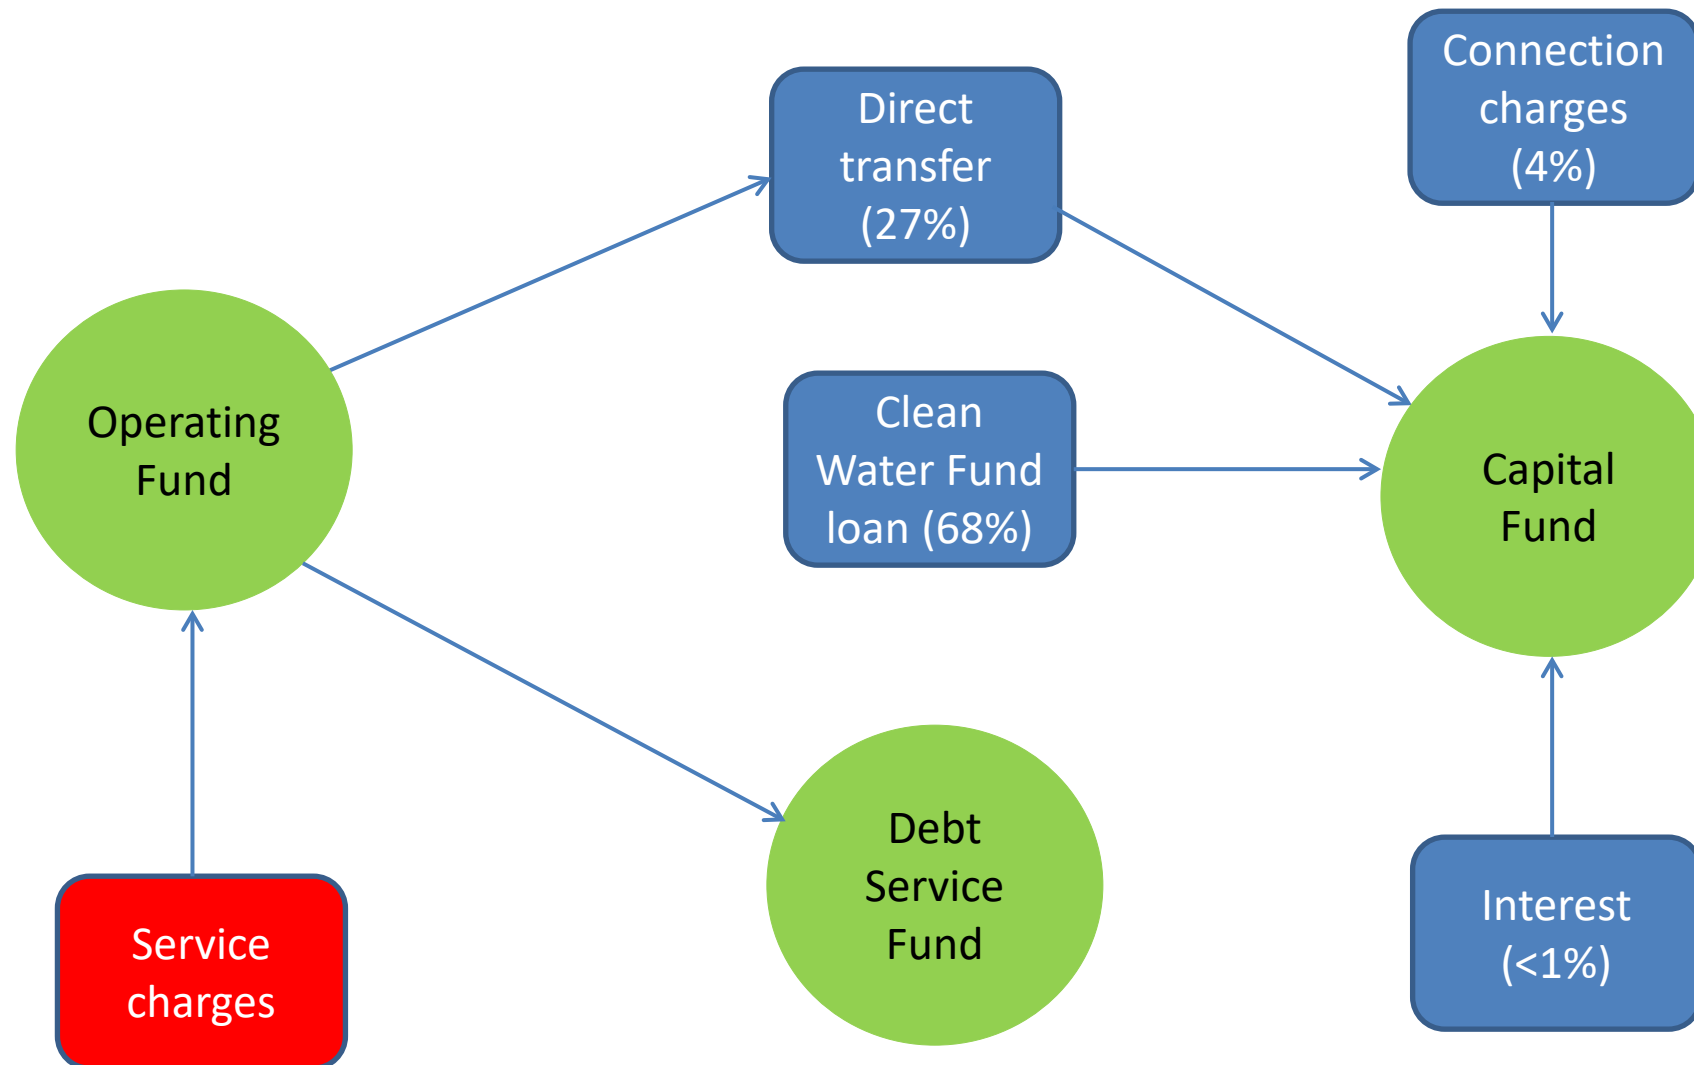 Connection
charges
(4%)
Direct
transfer
(27%)
Operating
Fund
Clean
Water Fund
loan (68%)
Capital
Fund
Debt
Service
Fund
Service
charges
Interest
(<1%)